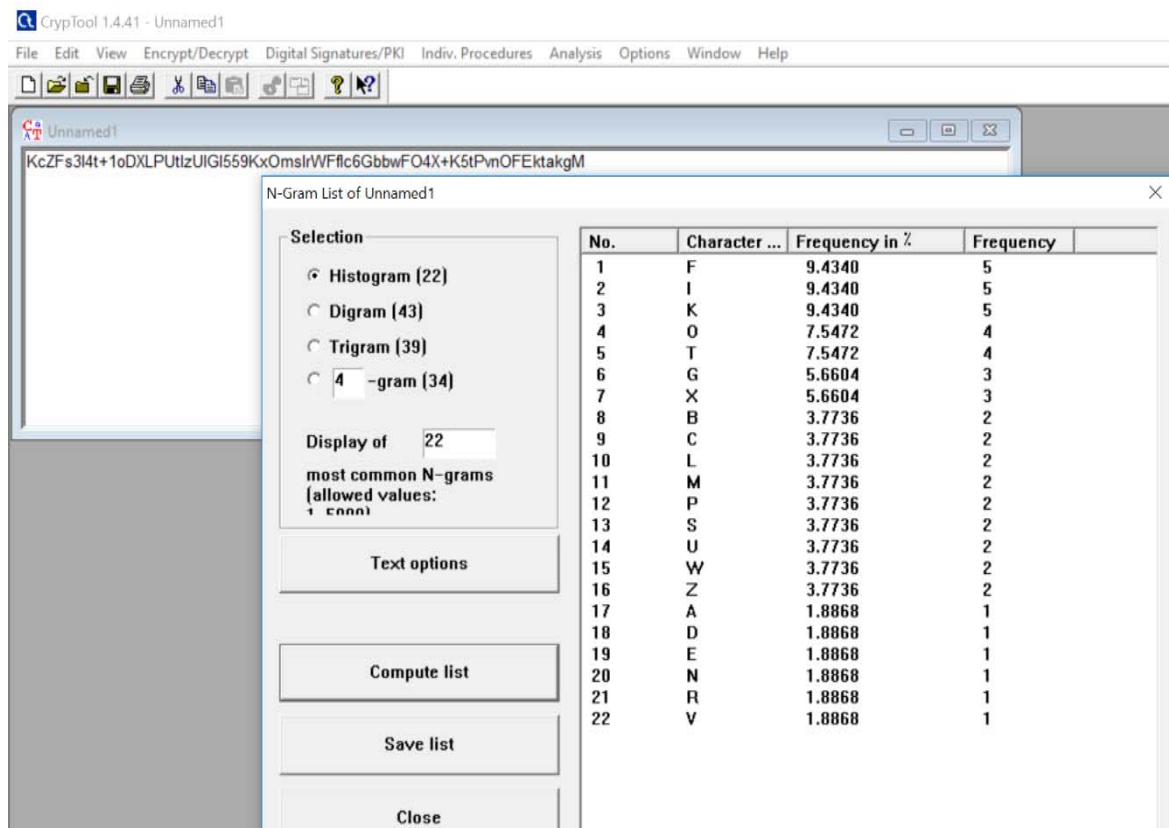 CrypTool 1.4.41 - Unnamed1
File Edit View Encrypt/Decrypt Digital Signatures/PKI Indiv. Procedures Analysis Options Window Help
Unnamed1
KcZFs3l4t+1oDXLPUtIzUIGI559KxOmsIrWFfIc6GbbwFO4X+K5tPvnOFEktakgM
N-Gram List of Unnamed1
Selection
Histogram (22)
Digram (43)
Trigram (39)
4 -gram (34)
Display of 22
most common N-grams
(allowed values:
Text options
Compute list
Save list
Close
No. Character ... Frequency in % Frequency
1 F 9.4340 5
2 I 9.4340 5
3 K 9.4340 5
4 O 7.5472 4
5 T 7.5472 4
6 G 5.6604 3
7 X 5.6604 3
8 B 3.7736 2
9 C 3.7736 2
10 L 3.7736 2
11 M 3.7736 2
12 P 3.7736 2
13 S 3.7736 2
14 U 3.7736 2
15 W 3.7736 2
16 Z 3.7736 2
17 A 1.8868 1
18 D 1.8868 1
19 E 1.8868 1
20 N 1.8868 1
21 R 1.8868 1
22 V 1.8868 1